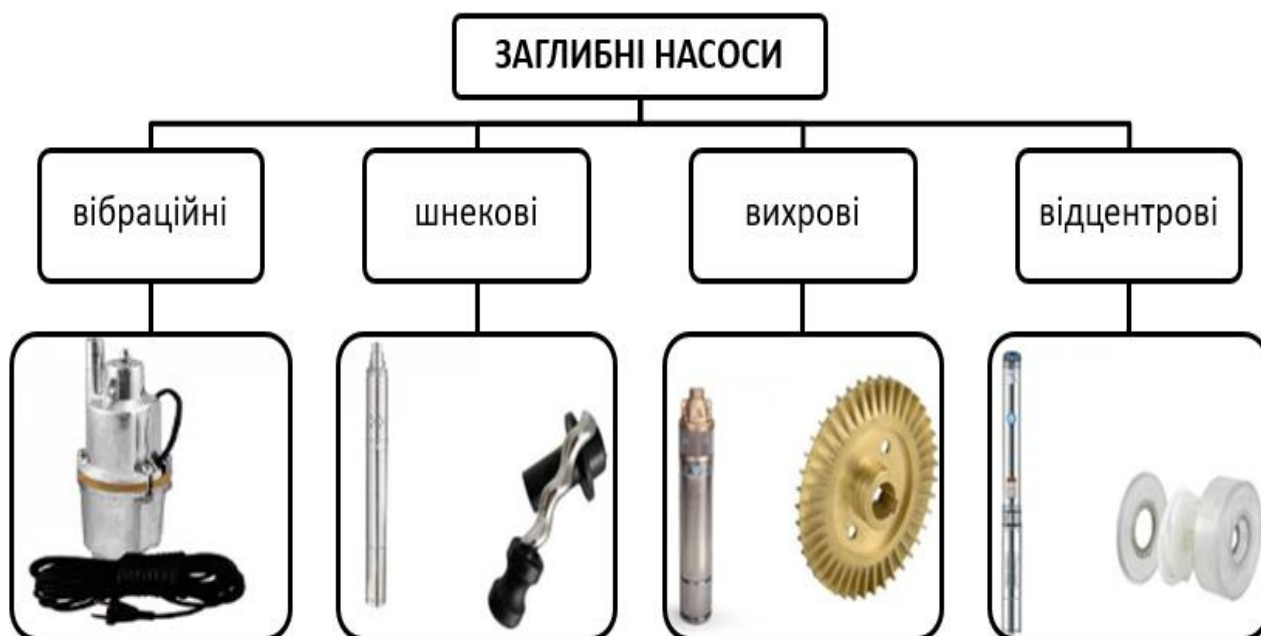 ЗАГЛИБНІ НАСОСИ
вібраційні
шнекові
вихрові
відцентрові